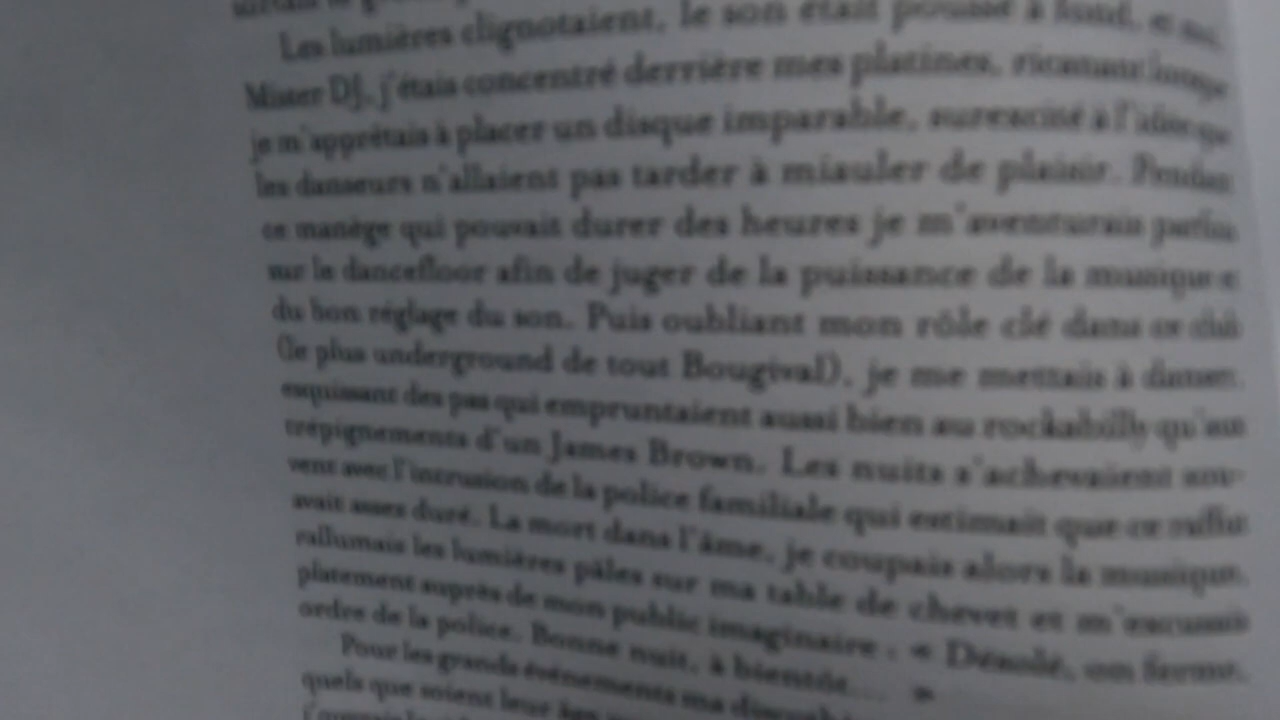 Les lumières clignotaient, le son était poussé à fond, et
Mister DJ, j'étais concentré derrière mes platines, ricanant
je m'apprêtais à placer un disque imparable, surexcité à l'idée que
les danseurs n'allaient pas tarder à miauler de plaisir. Pendant
ce manège qui pouvait durer des heures je m'aventurais parfois
sur le dancefloor afin de juger de la puissance de la musique
du bon réglage du son. Puis oubliant mon rôle clé dans ce club
(le plus underground de tout Bougival), je me mettais à danser,
esquissant des pas qui empruntaient aussi bien au rockabilly qu'aux
trépignements d'un James Brown. Les nuits s'achevaient sou-
vent avec l'intrusion de la police familiale qui estimait que ce raffut
avait assez duré. La mort dans l'âme, je coupais alors la musique,
rallumais les lumières pâles sur ma table de chevet et m'excusais
platement auprès de mon public imaginaire : « Désolé, on ferme,
ordre de la police. Bonne nuit, à bientôt... »
Pour les grands événements ma
quels que soient leur âge